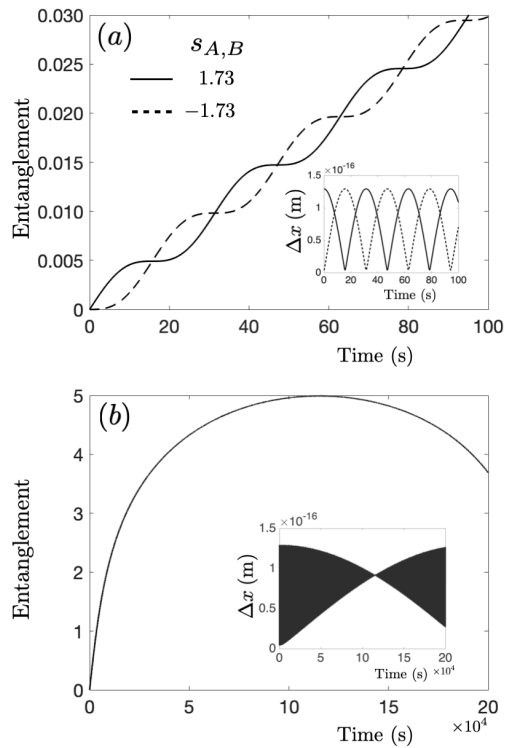 (a)
s_{A,B}
1.73
−1.73
Entanglement
0.030
0.025
0.020
0.015
0.010
0.005
0
0 20 40 60 80 100
Time (s)
×10^{-16}
Δx (m)
1.5
1
0.5
0
0 20 40 60 80 100
Time (s)
(b)
Entanglement
5
4
3
2
1
0
0 5 10 15 20
×10^4
Time (s)
×10^{-16}
Δx (m)
1.5
1
0.5
0
0 5 10 15 20
Time (s) ×10^4